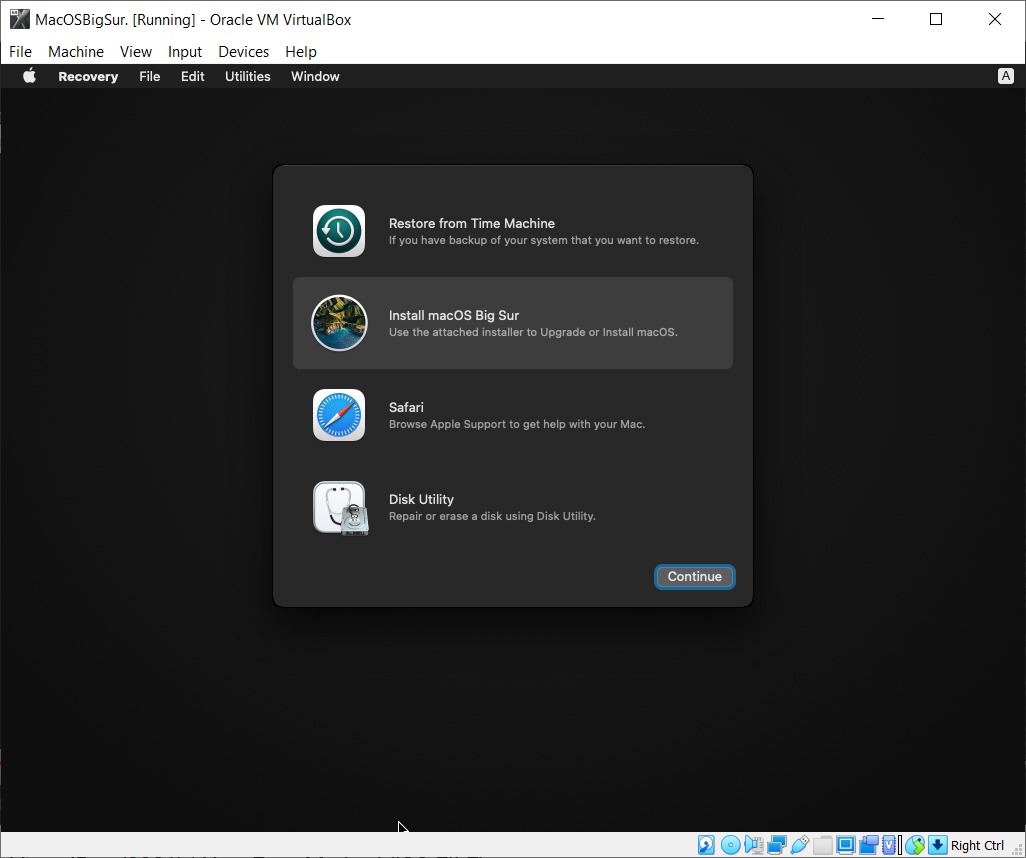 MacOSBigSur. [Running] - Oracle VM VirtualBox
File Machine View Input Devices Help
Recovery File Edit Utilities Window A
Restore from Time Machine
If you have backup of your system that you want to restore.
Install macOS Big Sur
Use the attached installer to Upgrade or Install macOS.
Safari
Browse Apple Support to get help with your Mac.
Disk Utility
Repair or erase a disk using Disk Utility.
Continue
Right Ctrl